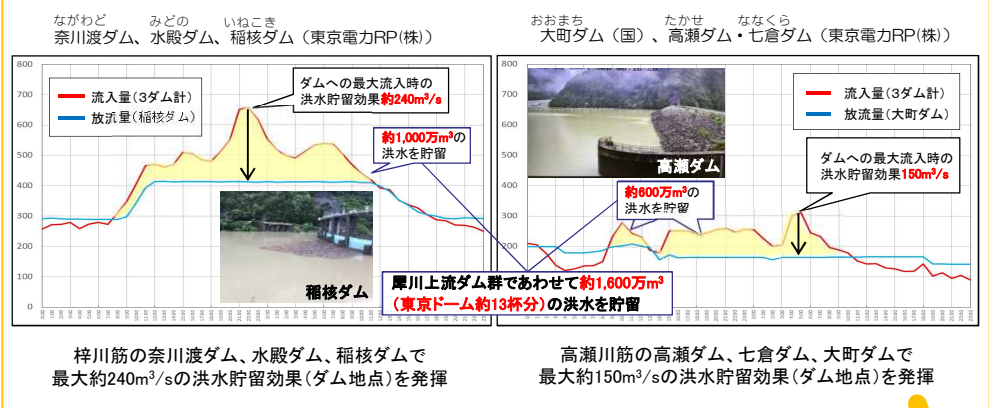 ながわど　みどの　いねこき
奈川渡ダム、水殿ダム、稲核ダム（東京電力RP(株)）
おおまち　たかせ　ななくら
大町ダム（国）、高瀬ダム・七倉ダム（東京電力RP(株)）
800
700
600
500
400
300
200
100
0
流入量（3ダム計）
放流量（稲核ダム）
ダムへの最大流入時の
洪水貯留効果約240m³/s
約1,000万m³の
洪水を貯留
稲核ダム
800
700
600
500
400
300
200
100
0
高瀬ダム
流入量（3ダム計）
放流量（大町ダム）
ダムへの最大流入時の
洪水貯留効果150m³/s
約600万m³の
洪水を貯留
犀川上流ダム群であわせて約1,600万m³
（東京ドーム約13杯分）の洪水を貯留
梓川筋の奈川渡ダム、水殿ダム、稲核ダムで
最大約240m³/sの洪水貯留効果（ダム地点）を発揮
高瀬川筋の高瀬ダム、七倉ダム、大町ダムで
最大約150m³/sの洪水貯留効果（ダム地点）を発揮